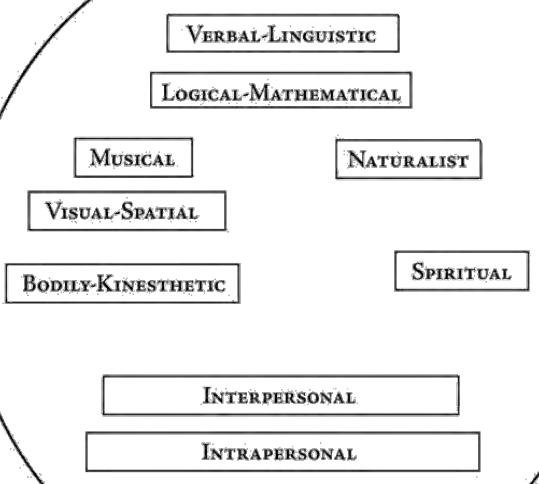 Verbal-Linguistic
Logical-Mathematical
Musical
Naturalist
Visual-Spatial
Bodily-Kinesthetic
Spiritual
Interpersonal
Intrapersonal